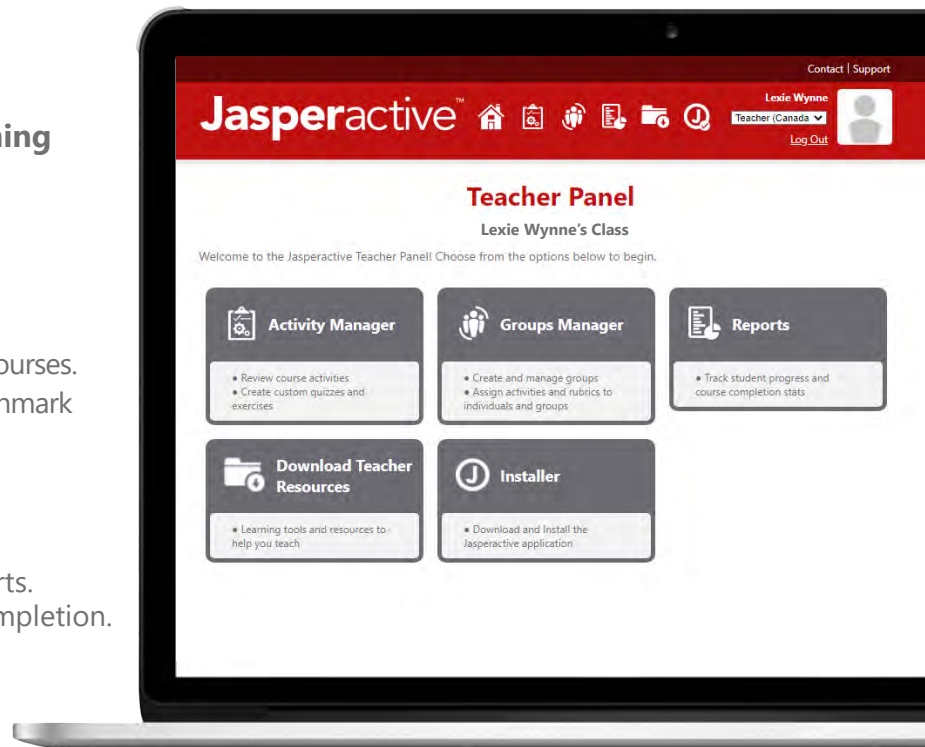 ning
ourses.
nmark
rts.
mpletion.
Contact | Support
Jasperactive™
Lexie Wynne
Teacher (Canada
Log Out
Teacher Panel
Lexie Wynne's Class
Welcome to the Jasperactive Teacher Panel! Choose from the options below to begin.
Activity Manager
• Review course activities
• Create custom quizzes and
exercises
Groups Manager
• Create and manage groups
• Assign activities and rubrics to
individuals and groups
Reports
• Track student progress and
course completion stats
Download Teacher
Resources
• Learning tools and resources to
help you teach
J Installer
• Download and Install the
Jasperactive application